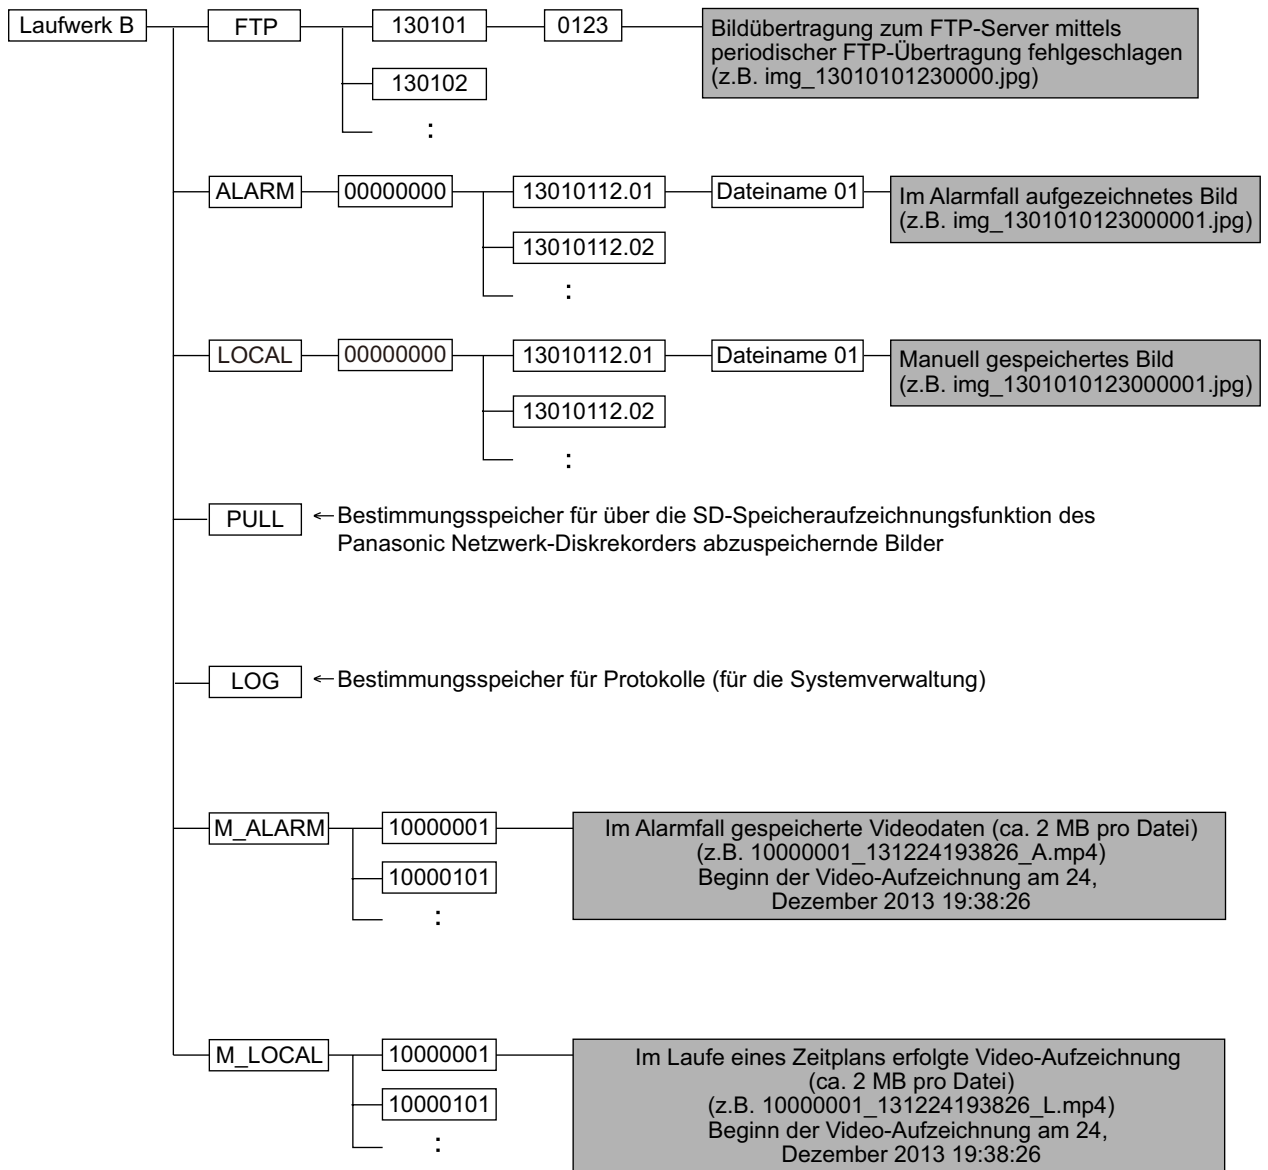 Laufwerk B
FTP
130101
0123
Bildübertragung zum FTP-Server mittels
periodischer FTP-Übertragung fehlgeschlagen
(z.B. img_13010101230000.jpg)
130102
:
ALARM
00000000
13010112.01
Dateiname 01
Im Alarmfall aufgezeichnetes Bild
(z.B. img_1301010123000001.jpg)
13010112.02
:
LOCAL
00000000
13010112.01
Dateiname 01
Manuell gespeichertes Bild
(z.B. img_1301010123000001.jpg)
13010112.02
:
PULL
←Bestimmungsspeicher für über die SD-Speicheraufzeichnungsfunktion des
Panasonic Netzwerk-Diskrekorders abzuspeichernde Bilder
LOG
←Bestimmungsspeicher für Protokolle (für die Systemverwaltung)
M_ALARM
10000001
Im Alarmfall gespeicherte Videodaten (ca. 2 MB pro Datei)
(z.B. 10000001_131224193826_A.mp4)
Beginn der Video-Aufzeichnung am 24,
Dezember 2013 19:38:26
10000101
:
M_LOCAL
10000001
Im Laufe eines Zeitplans erfolgte Video-Aufzeichnung
(ca. 2 MB pro Datei)
(z.B. 10000001_131224193826_L.mp4)
Beginn der Video-Aufzeichnung am 24,
Dezember 2013 19:38:26
10000101
: